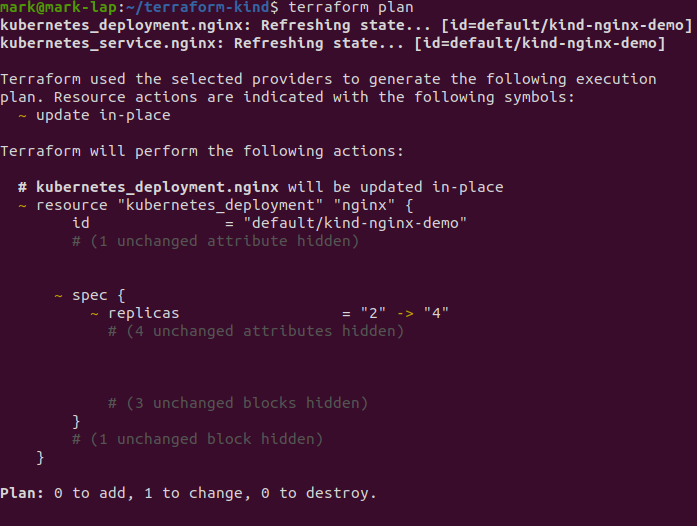 mark@mark-lap:~/terraform-kind$ terraform plan
kubernetes_deployment.nginx: Refreshing state... [id=default/kind-nginx-demo]
kubernetes_service.nginx: Refreshing state... [id=default/kind-nginx-demo]
Terraform used the selected providers to generate the following execution
plan. Resource actions are indicated with the following symbols:
~ update in-place
Terraform will perform the following actions:
# kubernetes_deployment.nginx will be updated in-place
~ resource "kubernetes_deployment" "nginx" {
id = "default/kind-nginx-demo"
# (1 unchanged attribute hidden)
~ spec {
~ replicas = "2" -> "4"
# (4 unchanged attributes hidden)
# (3 unchanged blocks hidden)
}
# (1 unchanged block hidden)
}
Plan: 0 to add, 1 to change, 0 to destroy.